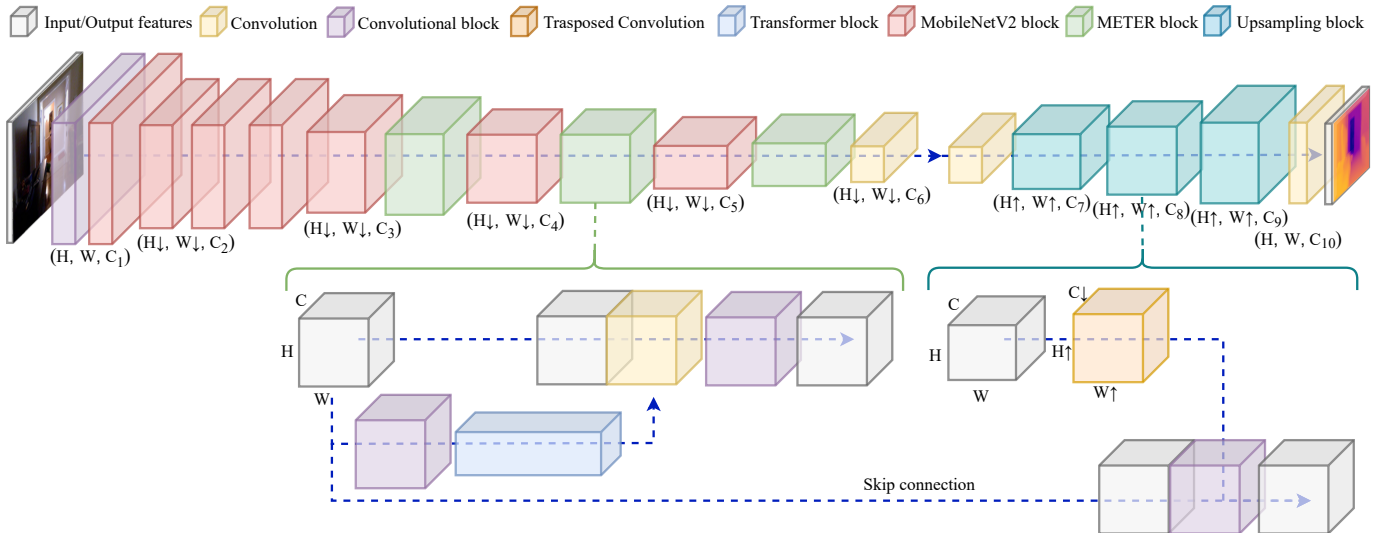 Input/Output features Convolution Convolutional block Trasposed Convolution Transformer block MobileNetV2 block METER block Upsampling block
(H, W, C1)
(H↓, W↓, C2)
(H↓, W↓, C3)
(H↓, W↓, C4)
(H↓, W↓, C5)
(H↓, W↓, C6)
(H↑, W↑, C7)
(H↑, W↑, C8)
(H↑, W↑, C9)
(H, W, C10)
C
H
W
C
H
W
C↓
H↑
W↑
Skip connection